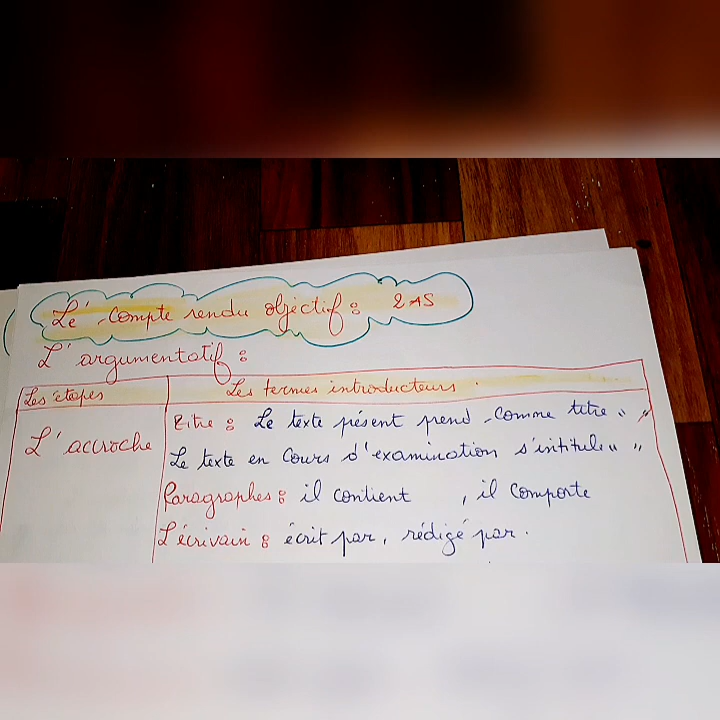 Le compte rendu objectif : 2AS
L'argumentatif :
Les étapes
Les termes introducteurs.
L'accroche
Titre : Le texte présent prend comme titre " "
Le texte en cours d'examination s'intitule " "
Paragraphes : il contient , il comporte
L'écrivain : écrit par, rédigé par.